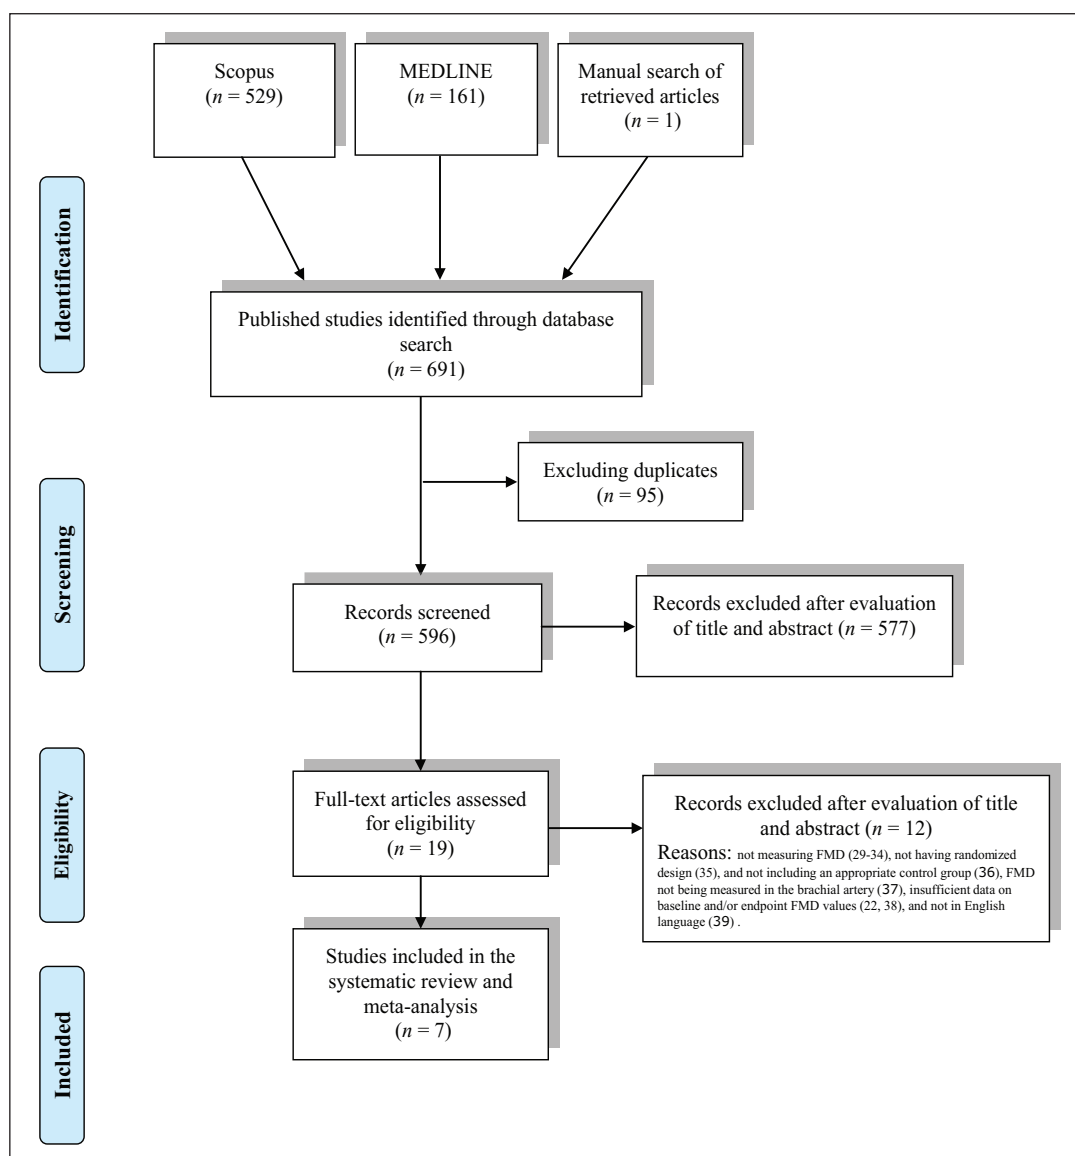 Scopus
(n = 529)
MEDLINE
(n = 161)
Manual search of
retrieved articles
(n = 1)
Identification
Published studies identified through database
search
(n = 691)
Excluding duplicates
(n = 95)
Screening
Records screened
(n = 596)
Records excluded after evaluation
of title and abstract (n = 577)
Eligibility
Full-text articles assessed
for eligibility
(n = 19)
Records excluded after evaluation of title
and abstract (n = 12)
Reasons: not measuring FMD (29-34), not having randomized
design (35), and not including an appropriate control group (36), FMD
not being measured in the brachial artery (37), insufficient data on
baseline and/or endpoint FMD values (22, 38), and not in English
language (39) .
Included
Studies included in the
systematic review and
meta-analysis
(n = 7)